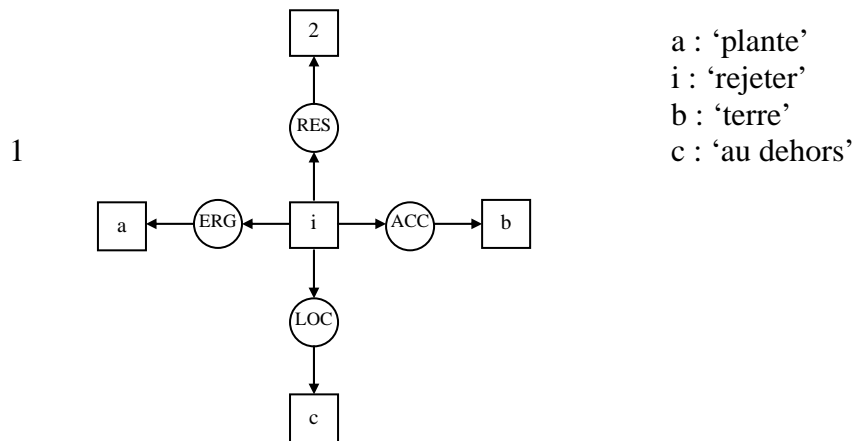 2
RES
1
a ERG i ACC b
LOC
c
a : ‘plante’
i : ‘rejeter’
b : ‘terre’
c : ‘au dehors’